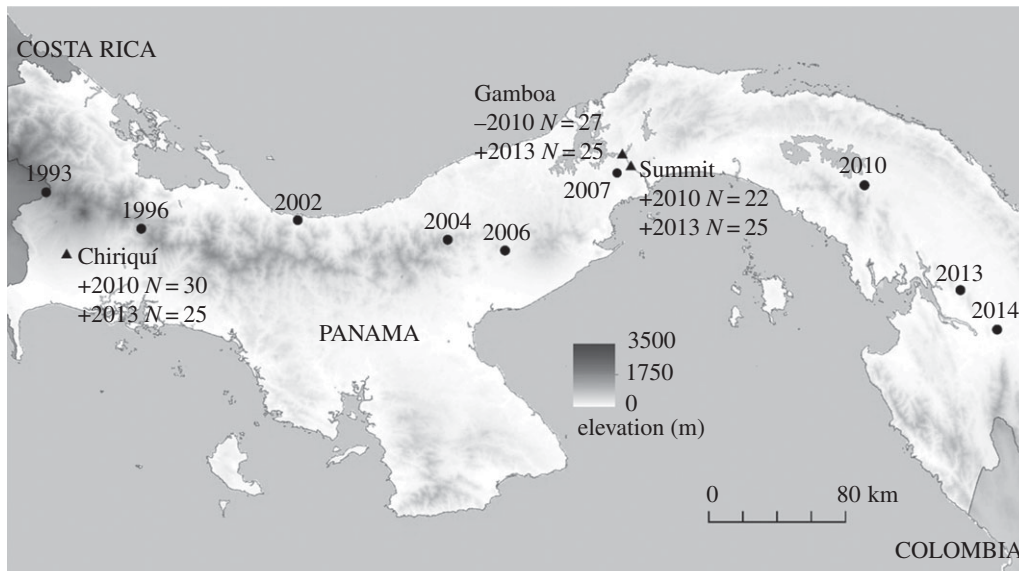 COSTA RICA
Gamboa
–2010 N = 27
+2013 N = 25
Summit
+2010 N = 22
+2013 N = 25
1993
1996
2002
2004
2006
2007
2010
2013
2014
Chiriquí
+2010 N = 30
+2013 N = 25
PANAMA
3500
1750
0
elevation (m)
0 80 km
COLOMBIA